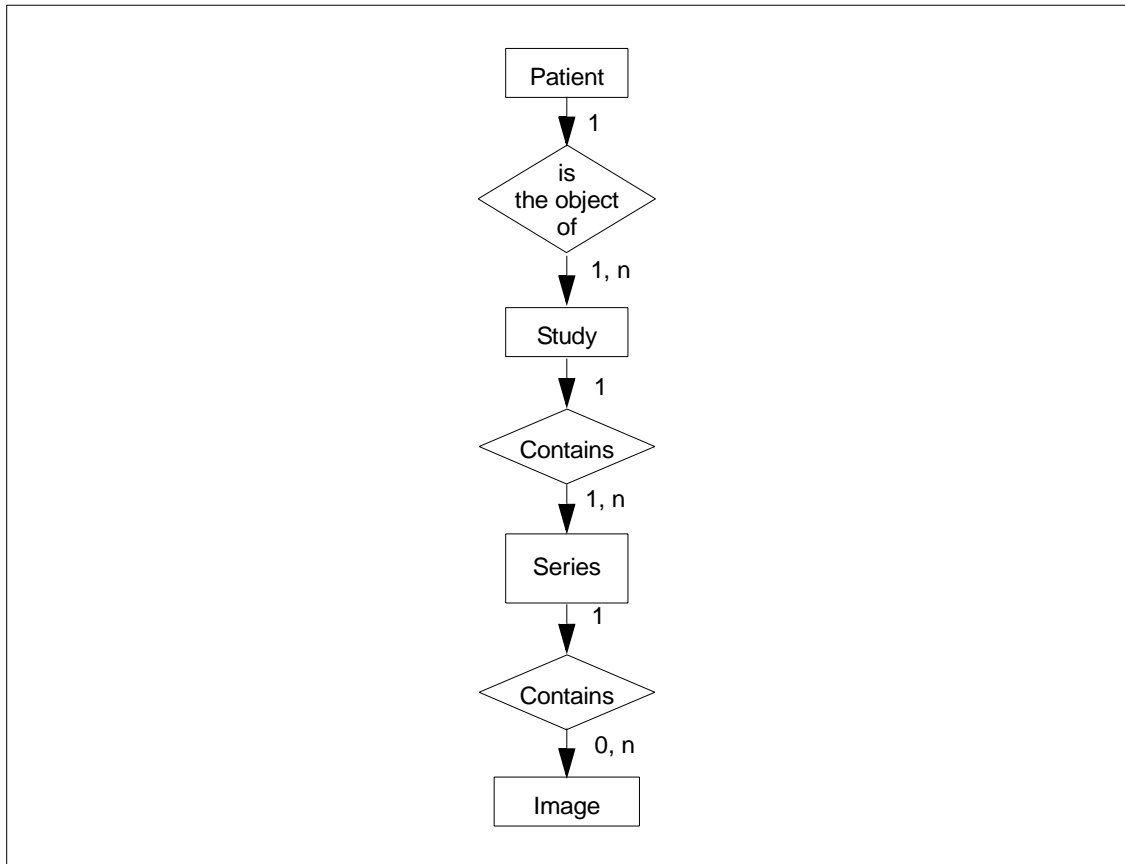 Patient
1
is
the object
of
1, n
Study
1
Contains
1, n
Series
1
Contains
0, n
Image